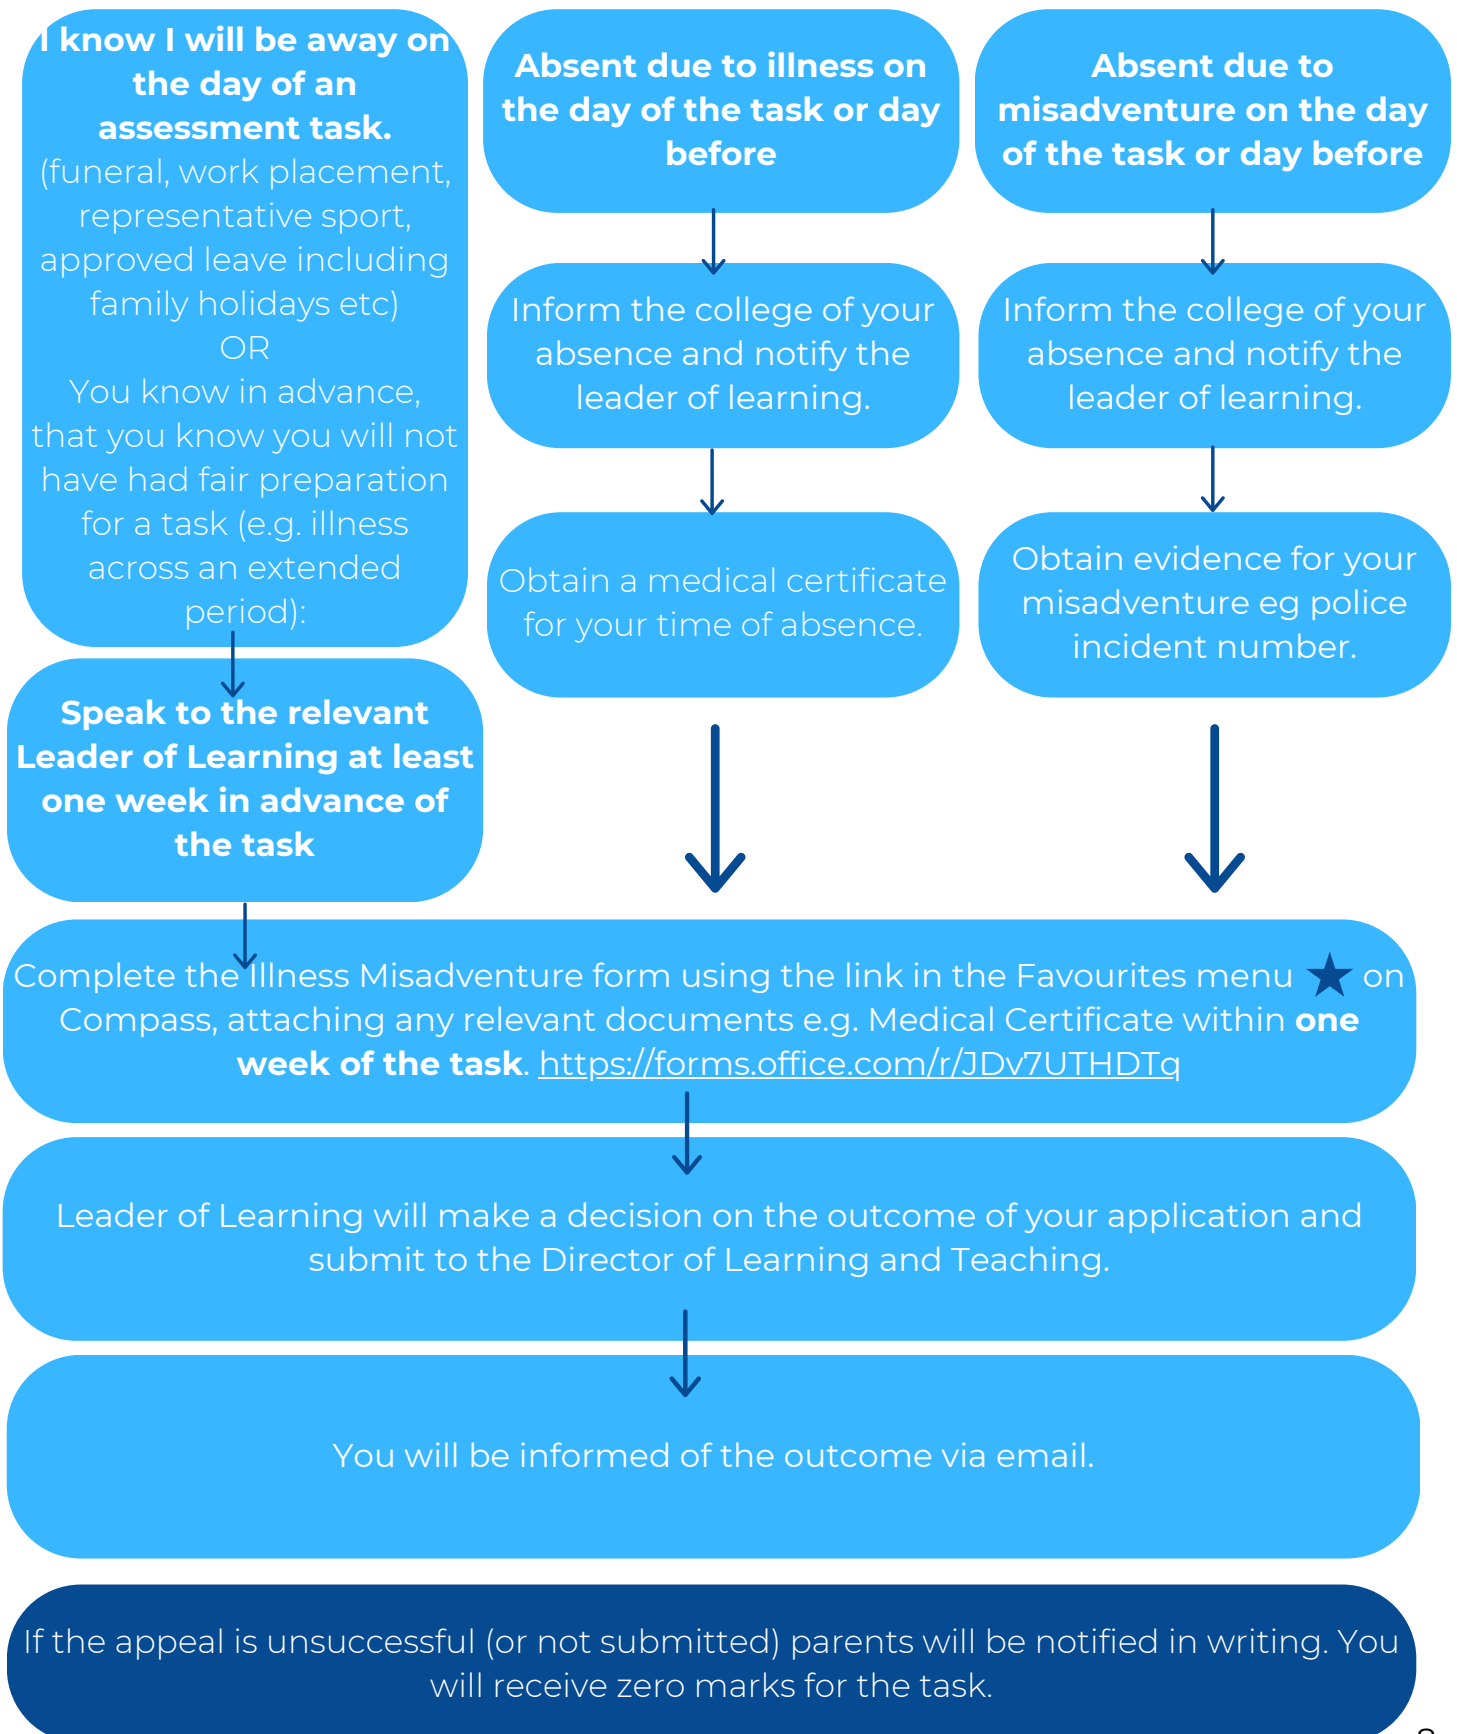 I know I will be away on
the day of an
assessment task.
(funeral, work placement,
representative sport,
approved leave including
family holidays etc)
OR
You know in advance,
that you know you will not
have had fair preparation
for a task (e.g. illness
across an extended
period):
Speak to the relevant
Leader of Learning at least
one week in advance of
the task
Absent due to illness on
the day of the task or day
before
Inform the college of your
absence and notify the
leader of learning.
Obtain a medical certificate
for your time of absence.
Absent due to
misadventure on the day
of the task or day before
Inform the college of your
absence and notify the
leader of learning.
Obtain evidence for your
misadventure eg police
incident number.
Complete the Illness Misadventure form using the link in the Favourites menu ★ on
Compass, attaching any relevant documents e.g. Medical Certificate within one
week of the task. https://forms.office.com/r/JDv7UTHDTq
Leader of Learning will make a decision on the outcome of your application and
submit to the Director of Learning and Teaching.
You will be informed of the outcome via email.
If the appeal is unsuccessful (or not submitted) parents will be notified in writing. You
will receive zero marks for the task.